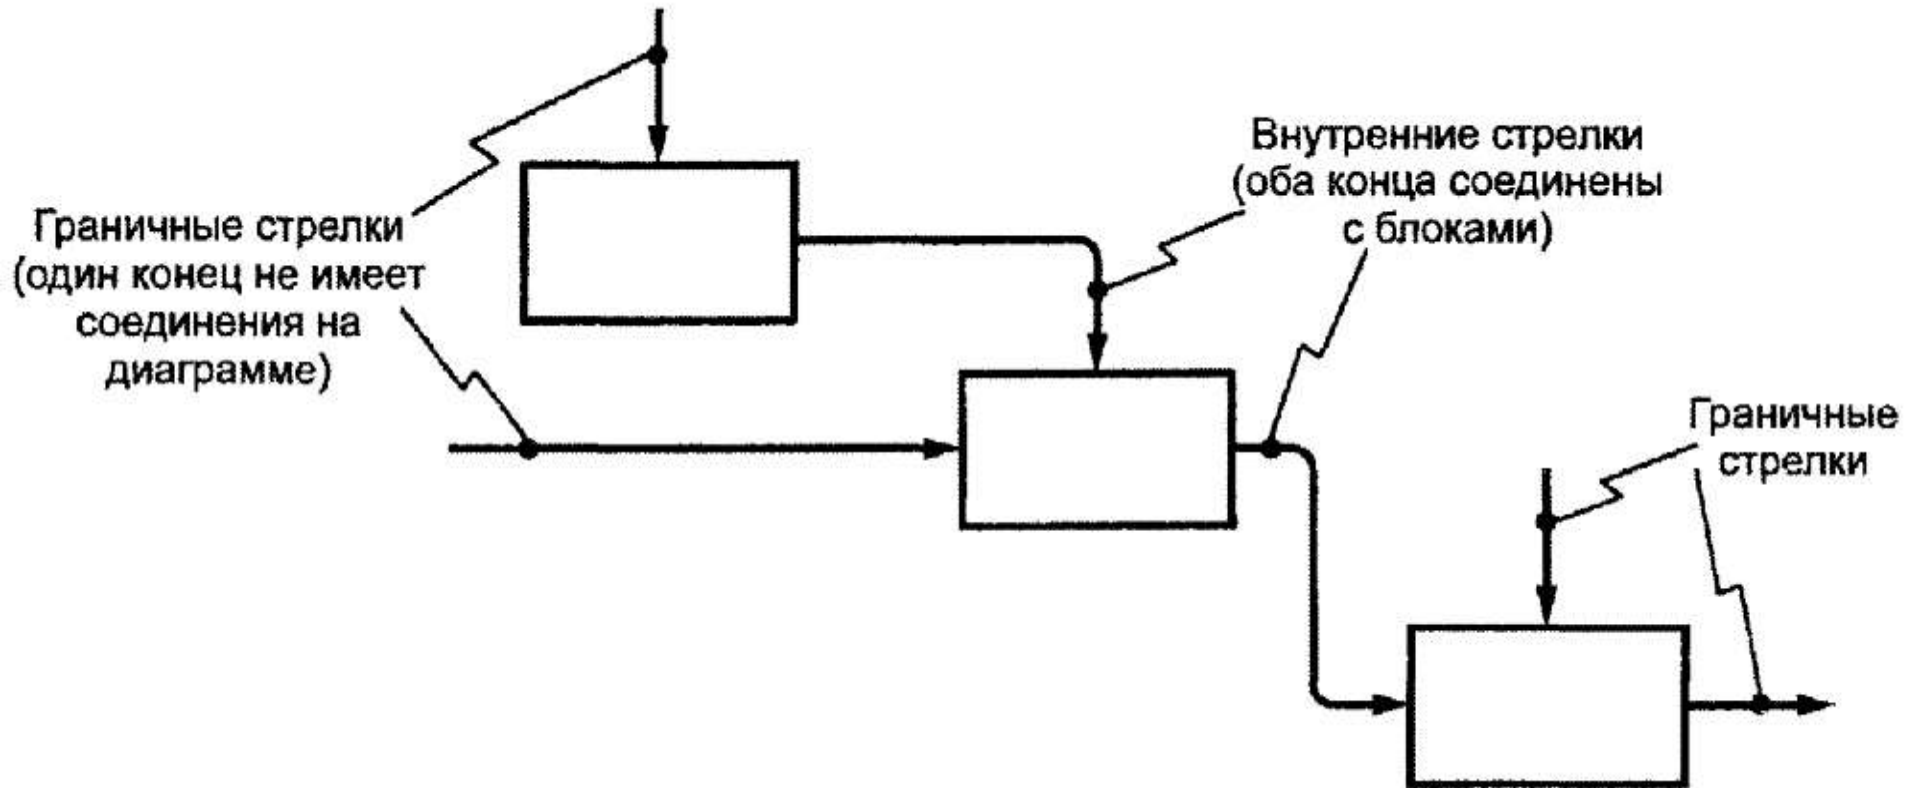 Граничные стрелки
(один конец не имеет
соединения на
диаграмме)
Внутренние стрелки
(оба конца соединены
с блоками)
Граничные
стрелки